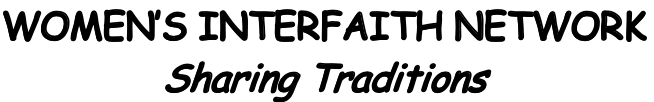 WOMEN'S INTERFAITH NETWORK
Sharing Traditions